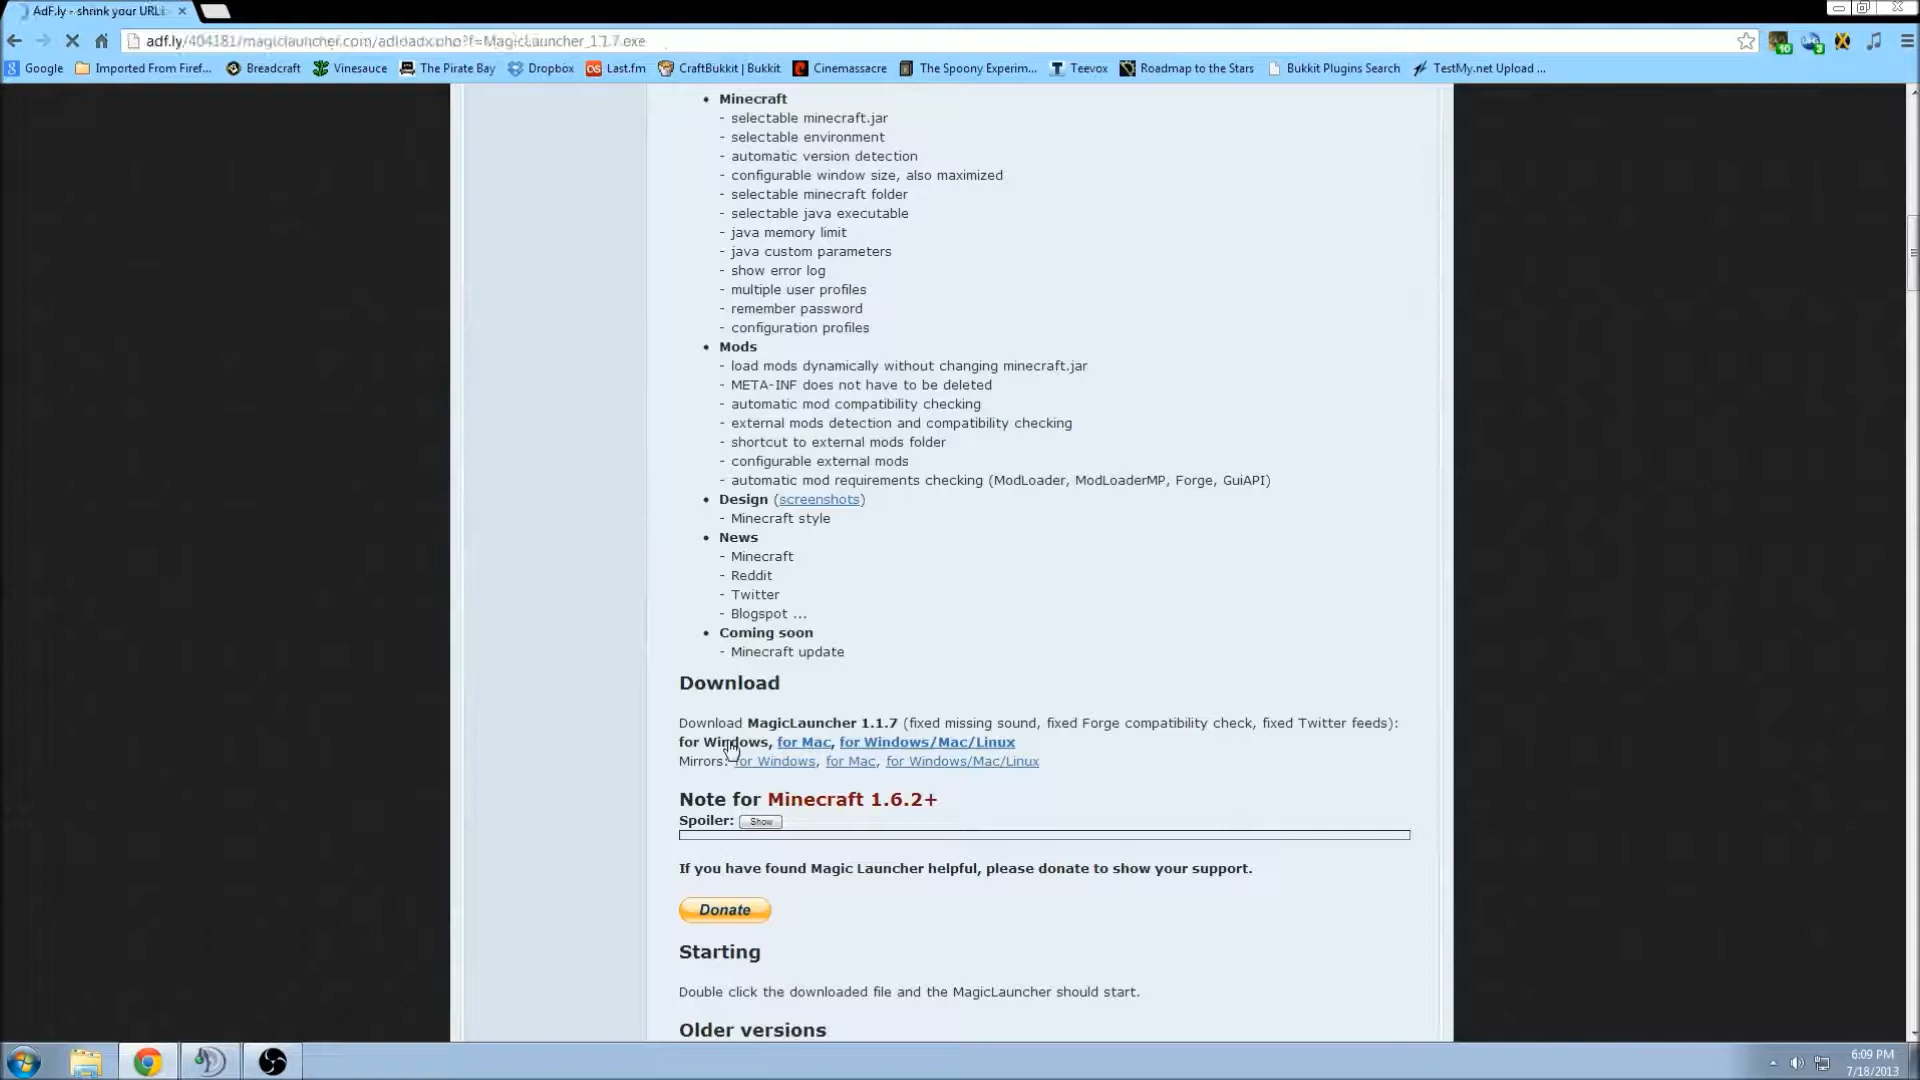 AdF.ly - shrink your URLs
adf.ly/404181/magiclauncher.com/adload
.php?f=MagicLauncher_1.1.7.exe
Google
Imported From Firef...
Breadcraft
Vinesauce
The Pirate Bay
Dropbox
Last.fm
CraftBukkit | Bukkit
Cinemassacre
The Spoony Experim...
Teevox
Roadmap to the Stars
Bukkit Plugins Search
TestMy.net Upload ...
• Minecraft
- selectable minecraft.jar
- selectable environment
- automatic version detection
- configurable window size, also maximized
- selectable minecraft folder
- selectable java executable
- java memory limit
- java custom parameters
- show error log
- multiple user profiles
- remember password
- configuration profiles
• Mods
- load mods dynamically without changing minecraft.jar
- META-INF does not have to be deleted
- automatic mod compatibility checking
- external mods detection and compatibility checking
- shortcut to external mods folder
- configurable external mods
- automatic mod requirements checking (ModLoader, ModLoaderMP, Forge, GuiAPI)
• Design (screenshots)
- Minecraft style
• News
- Minecraft
- Reddit
- Twitter
- Blogspot ...
• Coming soon
- Minecraft update
Download
Download MagicLauncher 1.1.7 (fixed missing sound, fixed Forge compatibility check, fixed Twitter feeds):
for Windows, for Mac, for Windows/Mac/Linux
Mirrors: for Windows, for Mac, for Windows/Mac/Linux
Note for Minecraft 1.6.2+
Spoiler: Show
If you have found Magic Launcher helpful, please donate to show your support.
Donate
Starting
Double click the downloaded file and the MagicLauncher should start.
Older versions
6:09 PM
7/18/2013